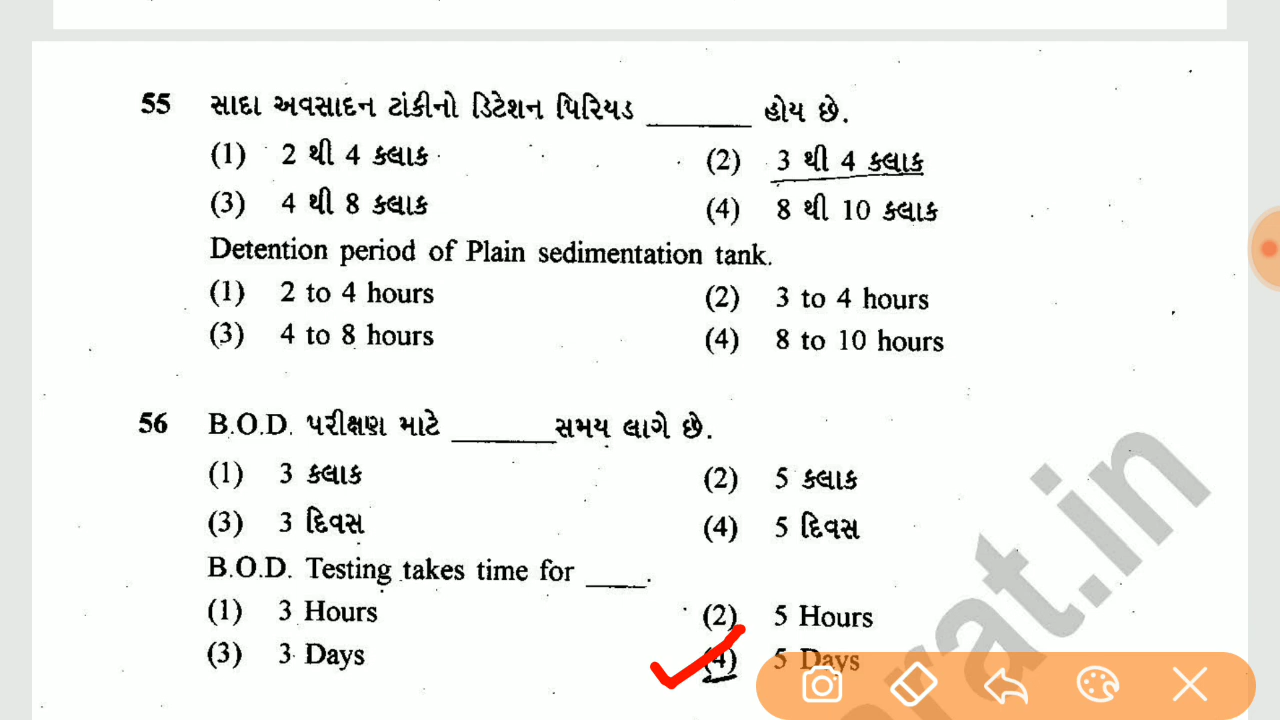 55 સાદા અવસાદન ટાંકીનો ડિટેશન પિરિયડ ______ હોય છે.
(1) 2 થી 4 કલાક (2) 3 થી 4 કલાક
(3) 4 થી 8 કલાક (4) 8 થી 10 કલાક
Detention period of Plain sedimentation tank.
(1) 2 to 4 hours (2) 3 to 4 hours
(3) 4 to 8 hours (4) 8 to 10 hours
56 B.O.D. પરીક્ષણ માટે ______ સમય લાગે છે.
(1) 3 કલાક (2) 5 કલાક
(3) 3 દિવસ (4) 5 દિવસ
B.O.D. Testing takes time for ____.
(1) 3 Hours (2) 5 Hours
(3) 3 Days (4) 5 Days
rat.in